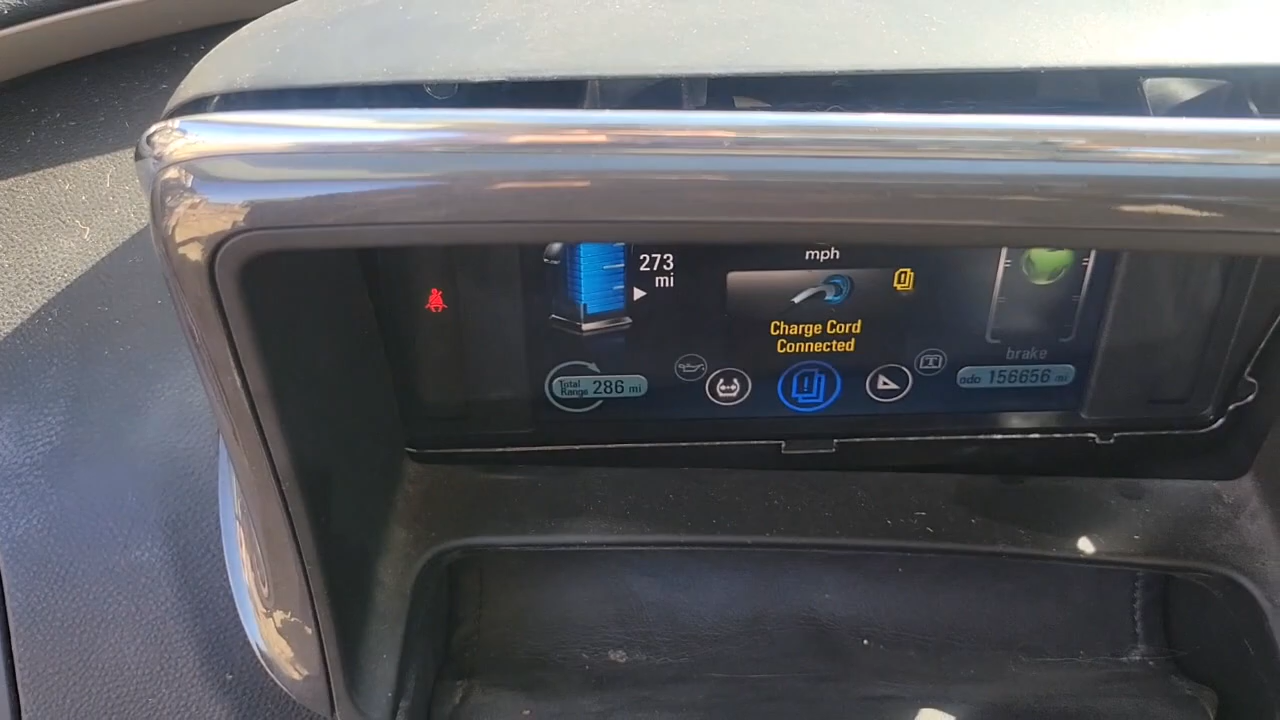 273
mi
mph
Charge Cord
Connected
brake
Total
Range 286 mi
odo 156656 mi